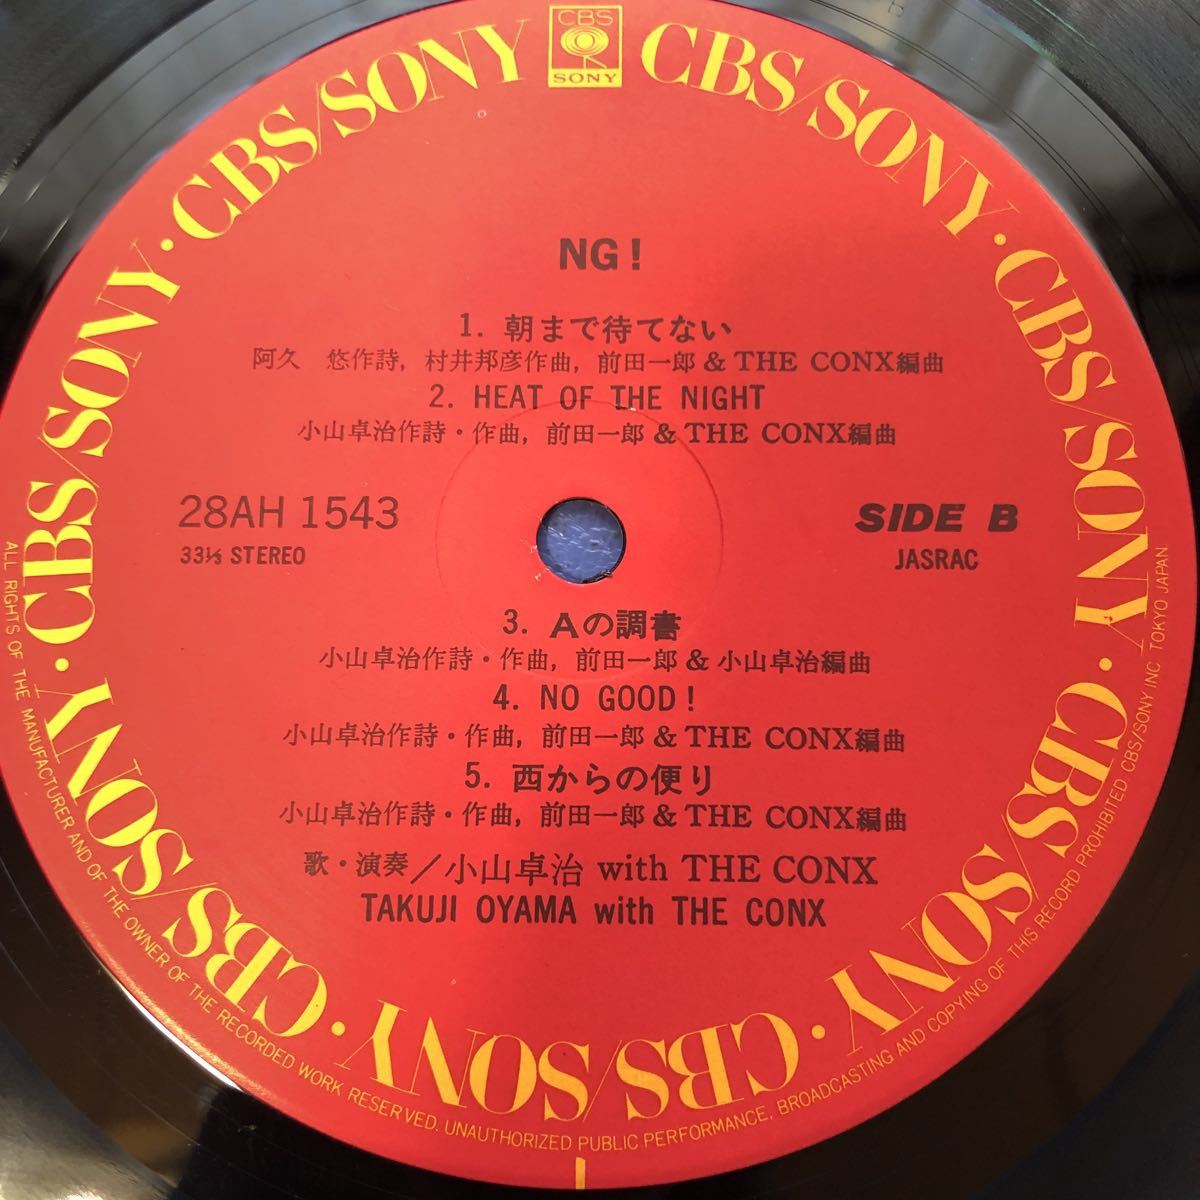 CBS
SONY
CBS/SONY · CBS/SONY · CBS/SONY · CBS/SONY · CBS/SONY · CBS/SONY · CBS/SONY · CBS/SONY
NG!
1. 朝まで待てない
阿久 悠作詩, 村井邦彦作曲, 前田一郎 & THE CONX編曲
2. HEAT OF THE NIGHT
小山卓治作詩・作曲, 前田一郎 & THE CONX編曲
28AH 1543
33⅓ STEREO
SIDE B
JASRAC
3. Aの調書
小山卓治作詩・作曲, 前田一郎 & 小山卓治編曲
4. NO GOOD!
小山卓治作詩・作曲, 前田一郎 & THE CONX編曲
5. 西からの便り
小山卓治作詩・作曲, 前田一郎 & THE CONX編曲
歌・演奏/小山卓治 with THE CONX
TAKUJI OYAMA with THE CONX
ALL RIGHTS OF THE MANUFACTURER AND OF THE OWNER OF THE RECORDED WORK RESERVED. UNAUTHORIZED PUBLIC PERFORMANCE, BROADCASTING AND COPYING OF THIS RECORD PROHIBITED. CBS/SONY INC TOKYO JAPAN